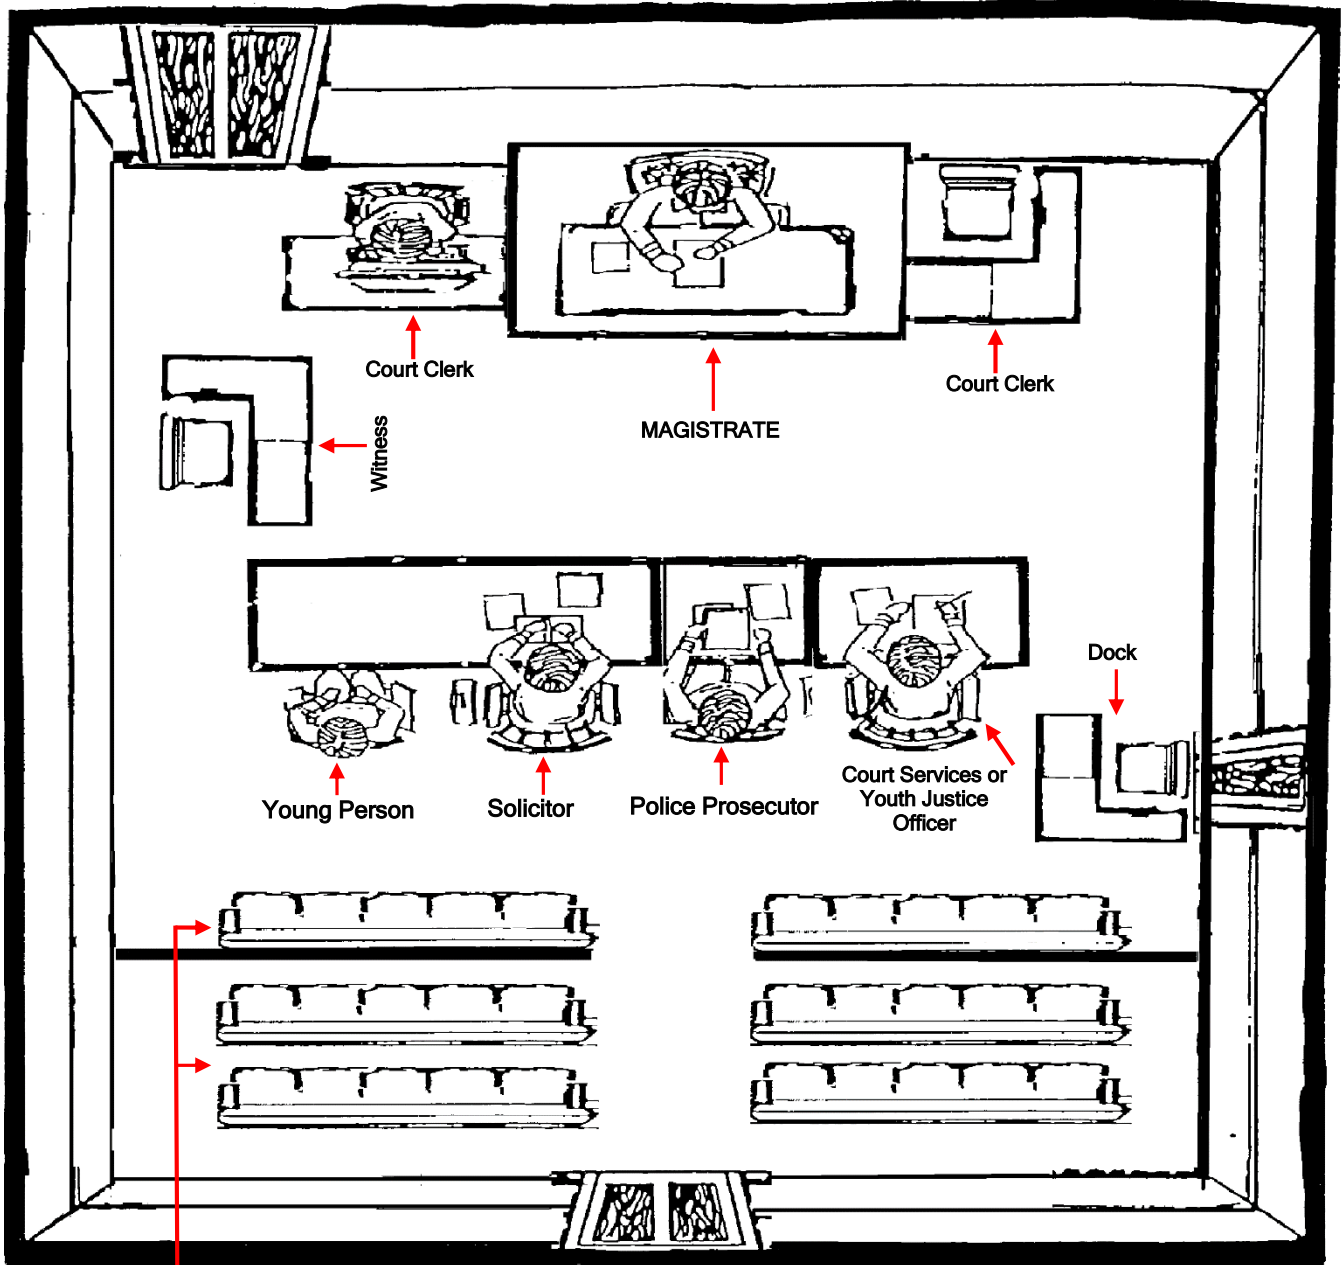 Court Clerk
Court Clerk
MAGISTRATE
Witness
Dock
Young Person
Solicitor
Police Prosecutor
Court Services or
Youth Justice
Officer